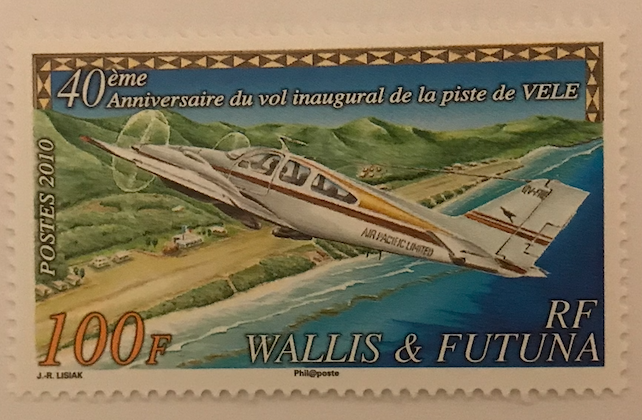 40ème
Anniversaire du vol inaugural de la piste de VELE
POSTES 2010
AIR PACIFIC LIMITED
100F
RF
WALLIS & FUTUNA
J.-R. LISIAK
Phil@poste